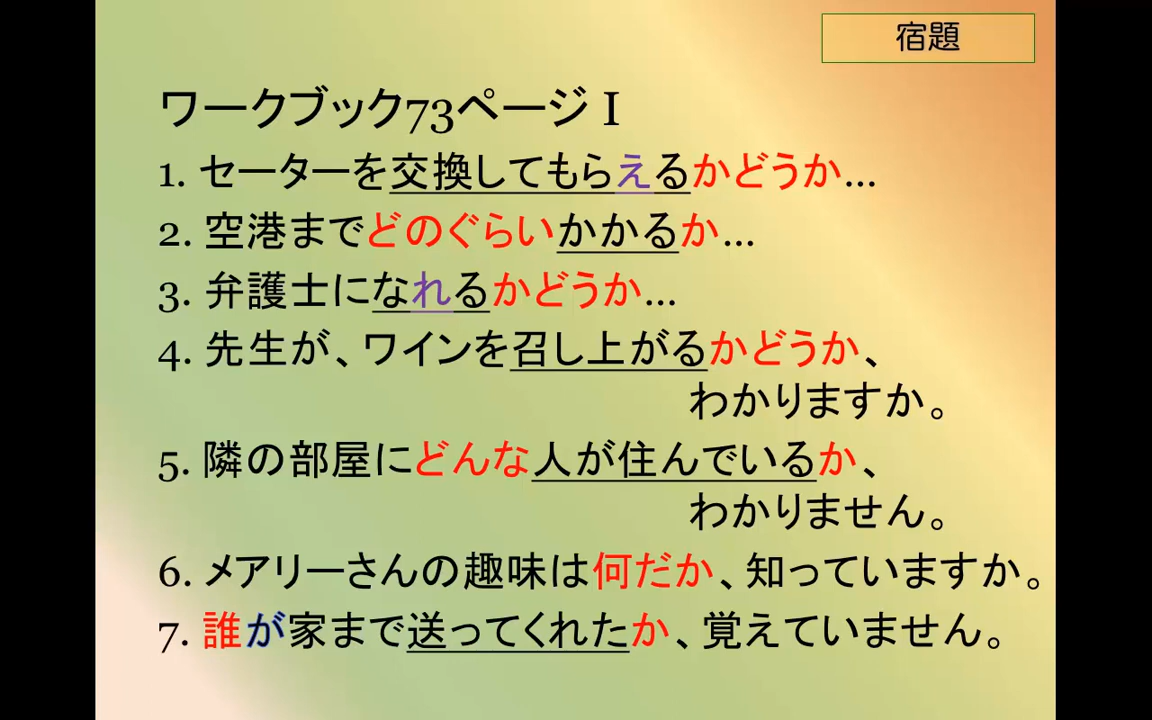 宿題
ワークブック73ページ I
1. セーターを交換してもらえるかどうか…
2. 空港までどのぐらいかかるか…
3. 弁護士になれるかどうか…
4. 先生が、ワインを召し上がるかどうか、
わかりますか。
5. 隣の部屋にどんな人が住んでいるか、
わかりません。
6. メアリーさんの趣味は何だか、知っていますか。
7. 誰が家まで送ってくれたか、覚えていません。